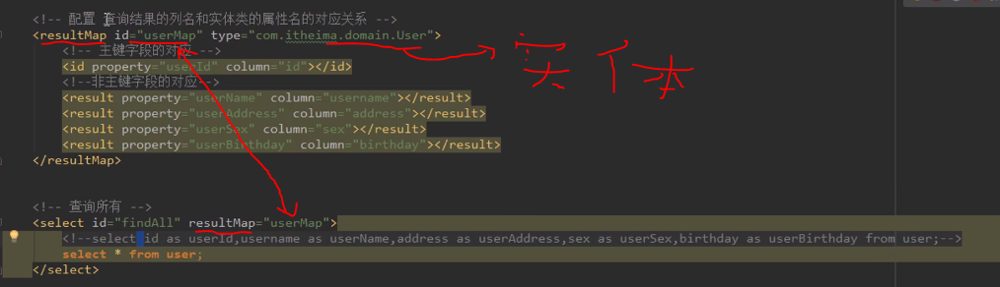 <!-- 配置 查询结果的列名和实体类的属性名的对应关系 -->
<resultMap id="userMap" type="com.itheima.domain.User">
<!-- 主键字段的对应 -->
<id property="userId" column="id"></id>
<!--非主键字段的对应-->
<result property="userName" column="username"></result>
<result property="userAddress" column="address"></result>
<result property="userSex" column="sex"></result>
<result property="userBirthday" column="birthday"></result>
</resultMap>
<!-- 查询所有 -->
<select id="findAll" resultMap="userMap">
<!--select id as userId,username as userName,address as userAddress,sex as userSex,birthday as userBirthday from user;-->
select * from user;
</select>